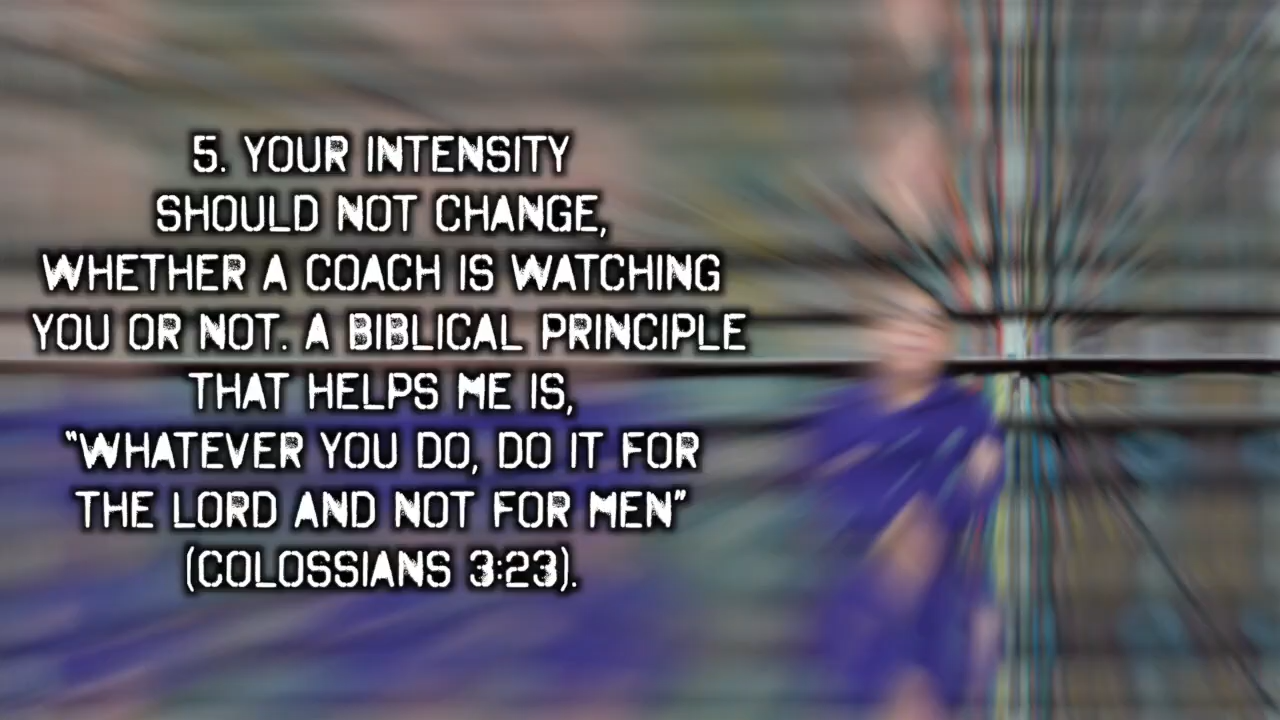 5. YOUR INTENSITY
SHOULD NOT CHANGE,
WHETHER A COACH IS WATCHING
YOU OR NOT. A BIBLICAL PRINCIPLE
THAT HELPS ME IS,
“WHATEVER YOU DO, DO IT FOR
THE LORD AND NOT FOR MEN”
(COLOSSIANS 3:23).